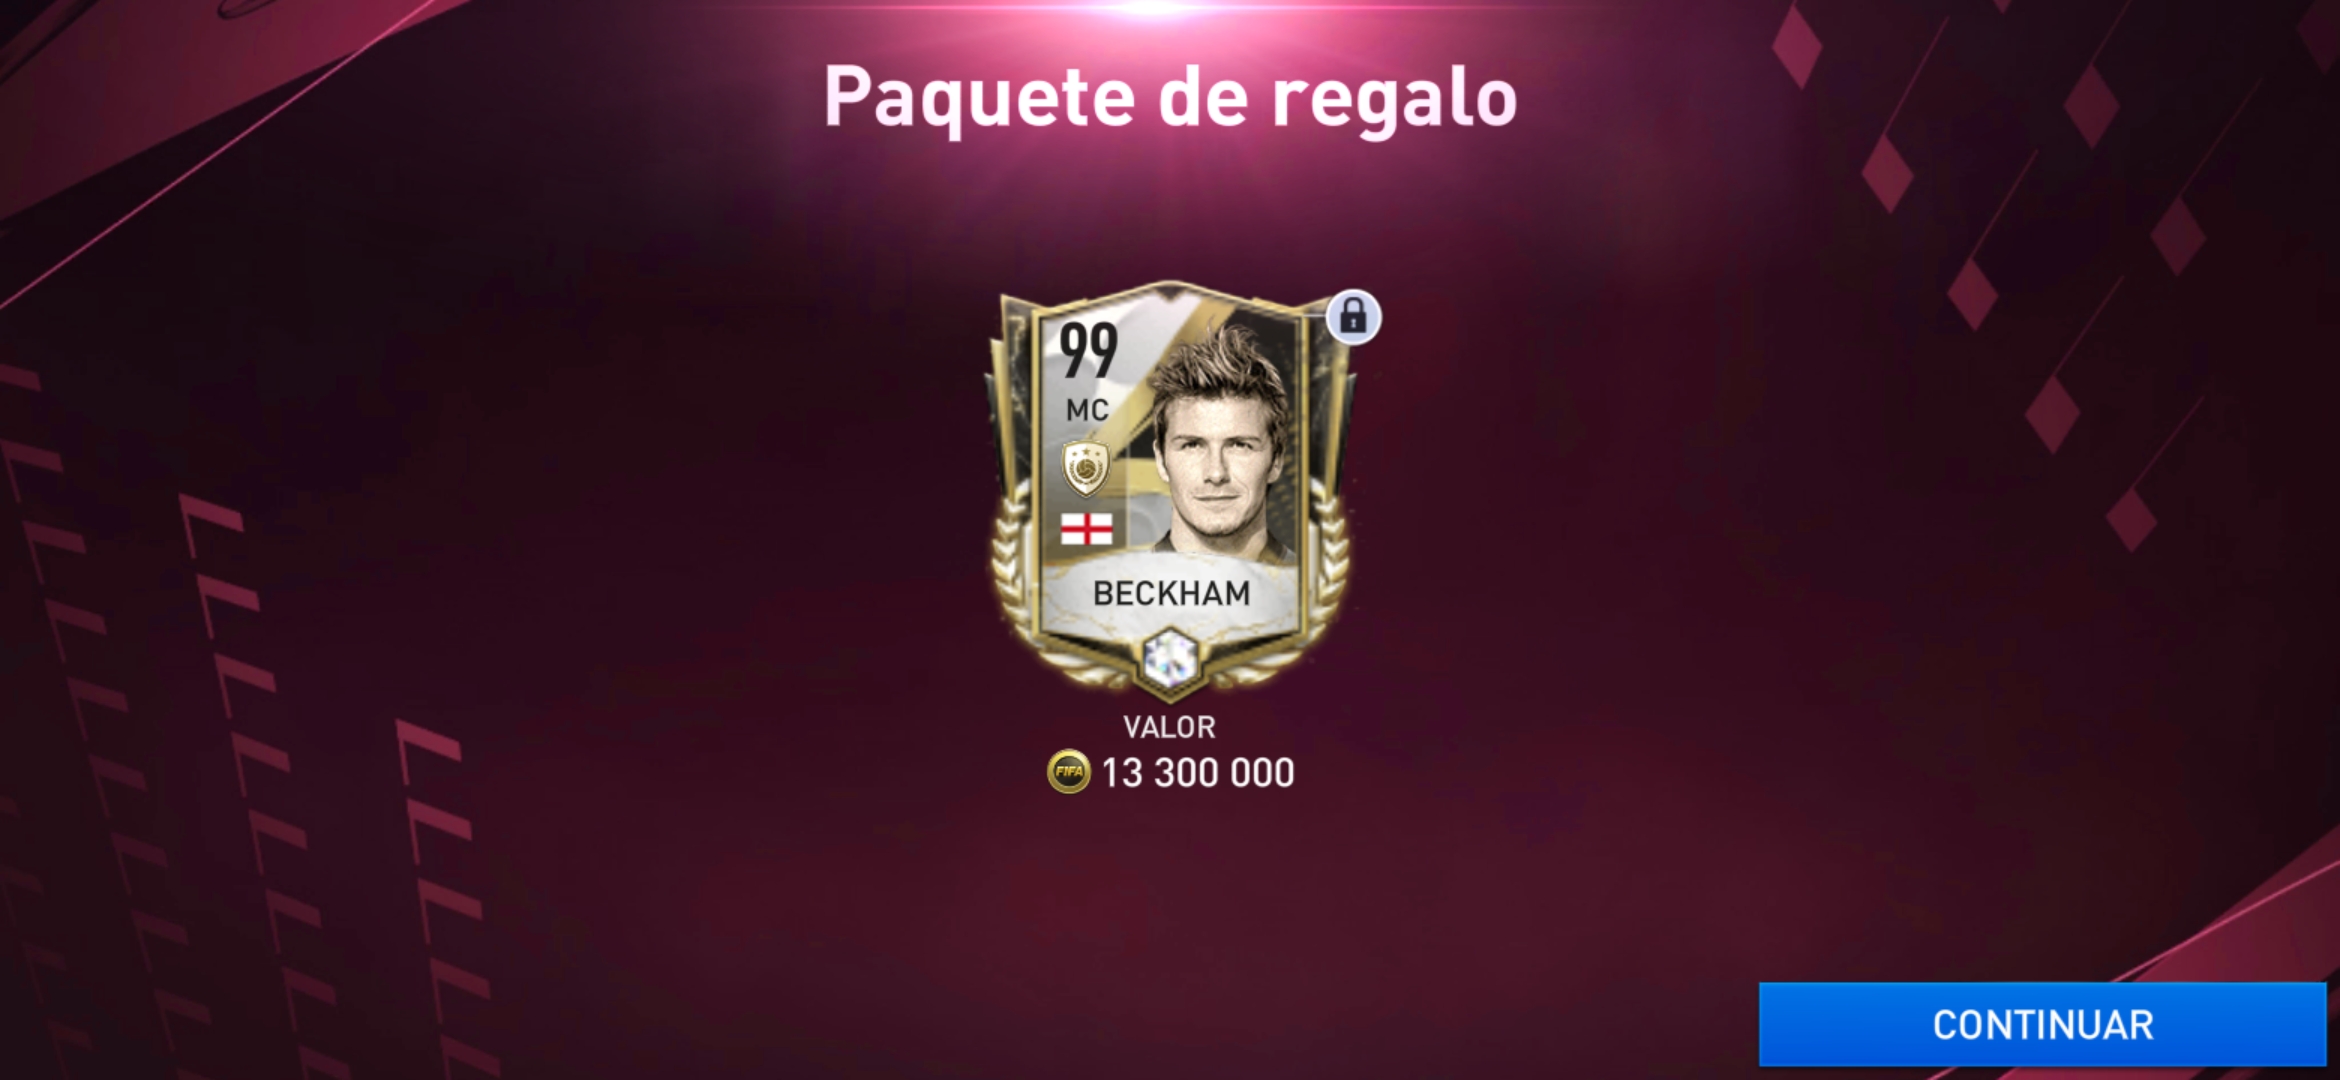 Paquete de regalo
99
MC
BECKHAM
VALOR
FIFA 13 300 000
CONTINUAR